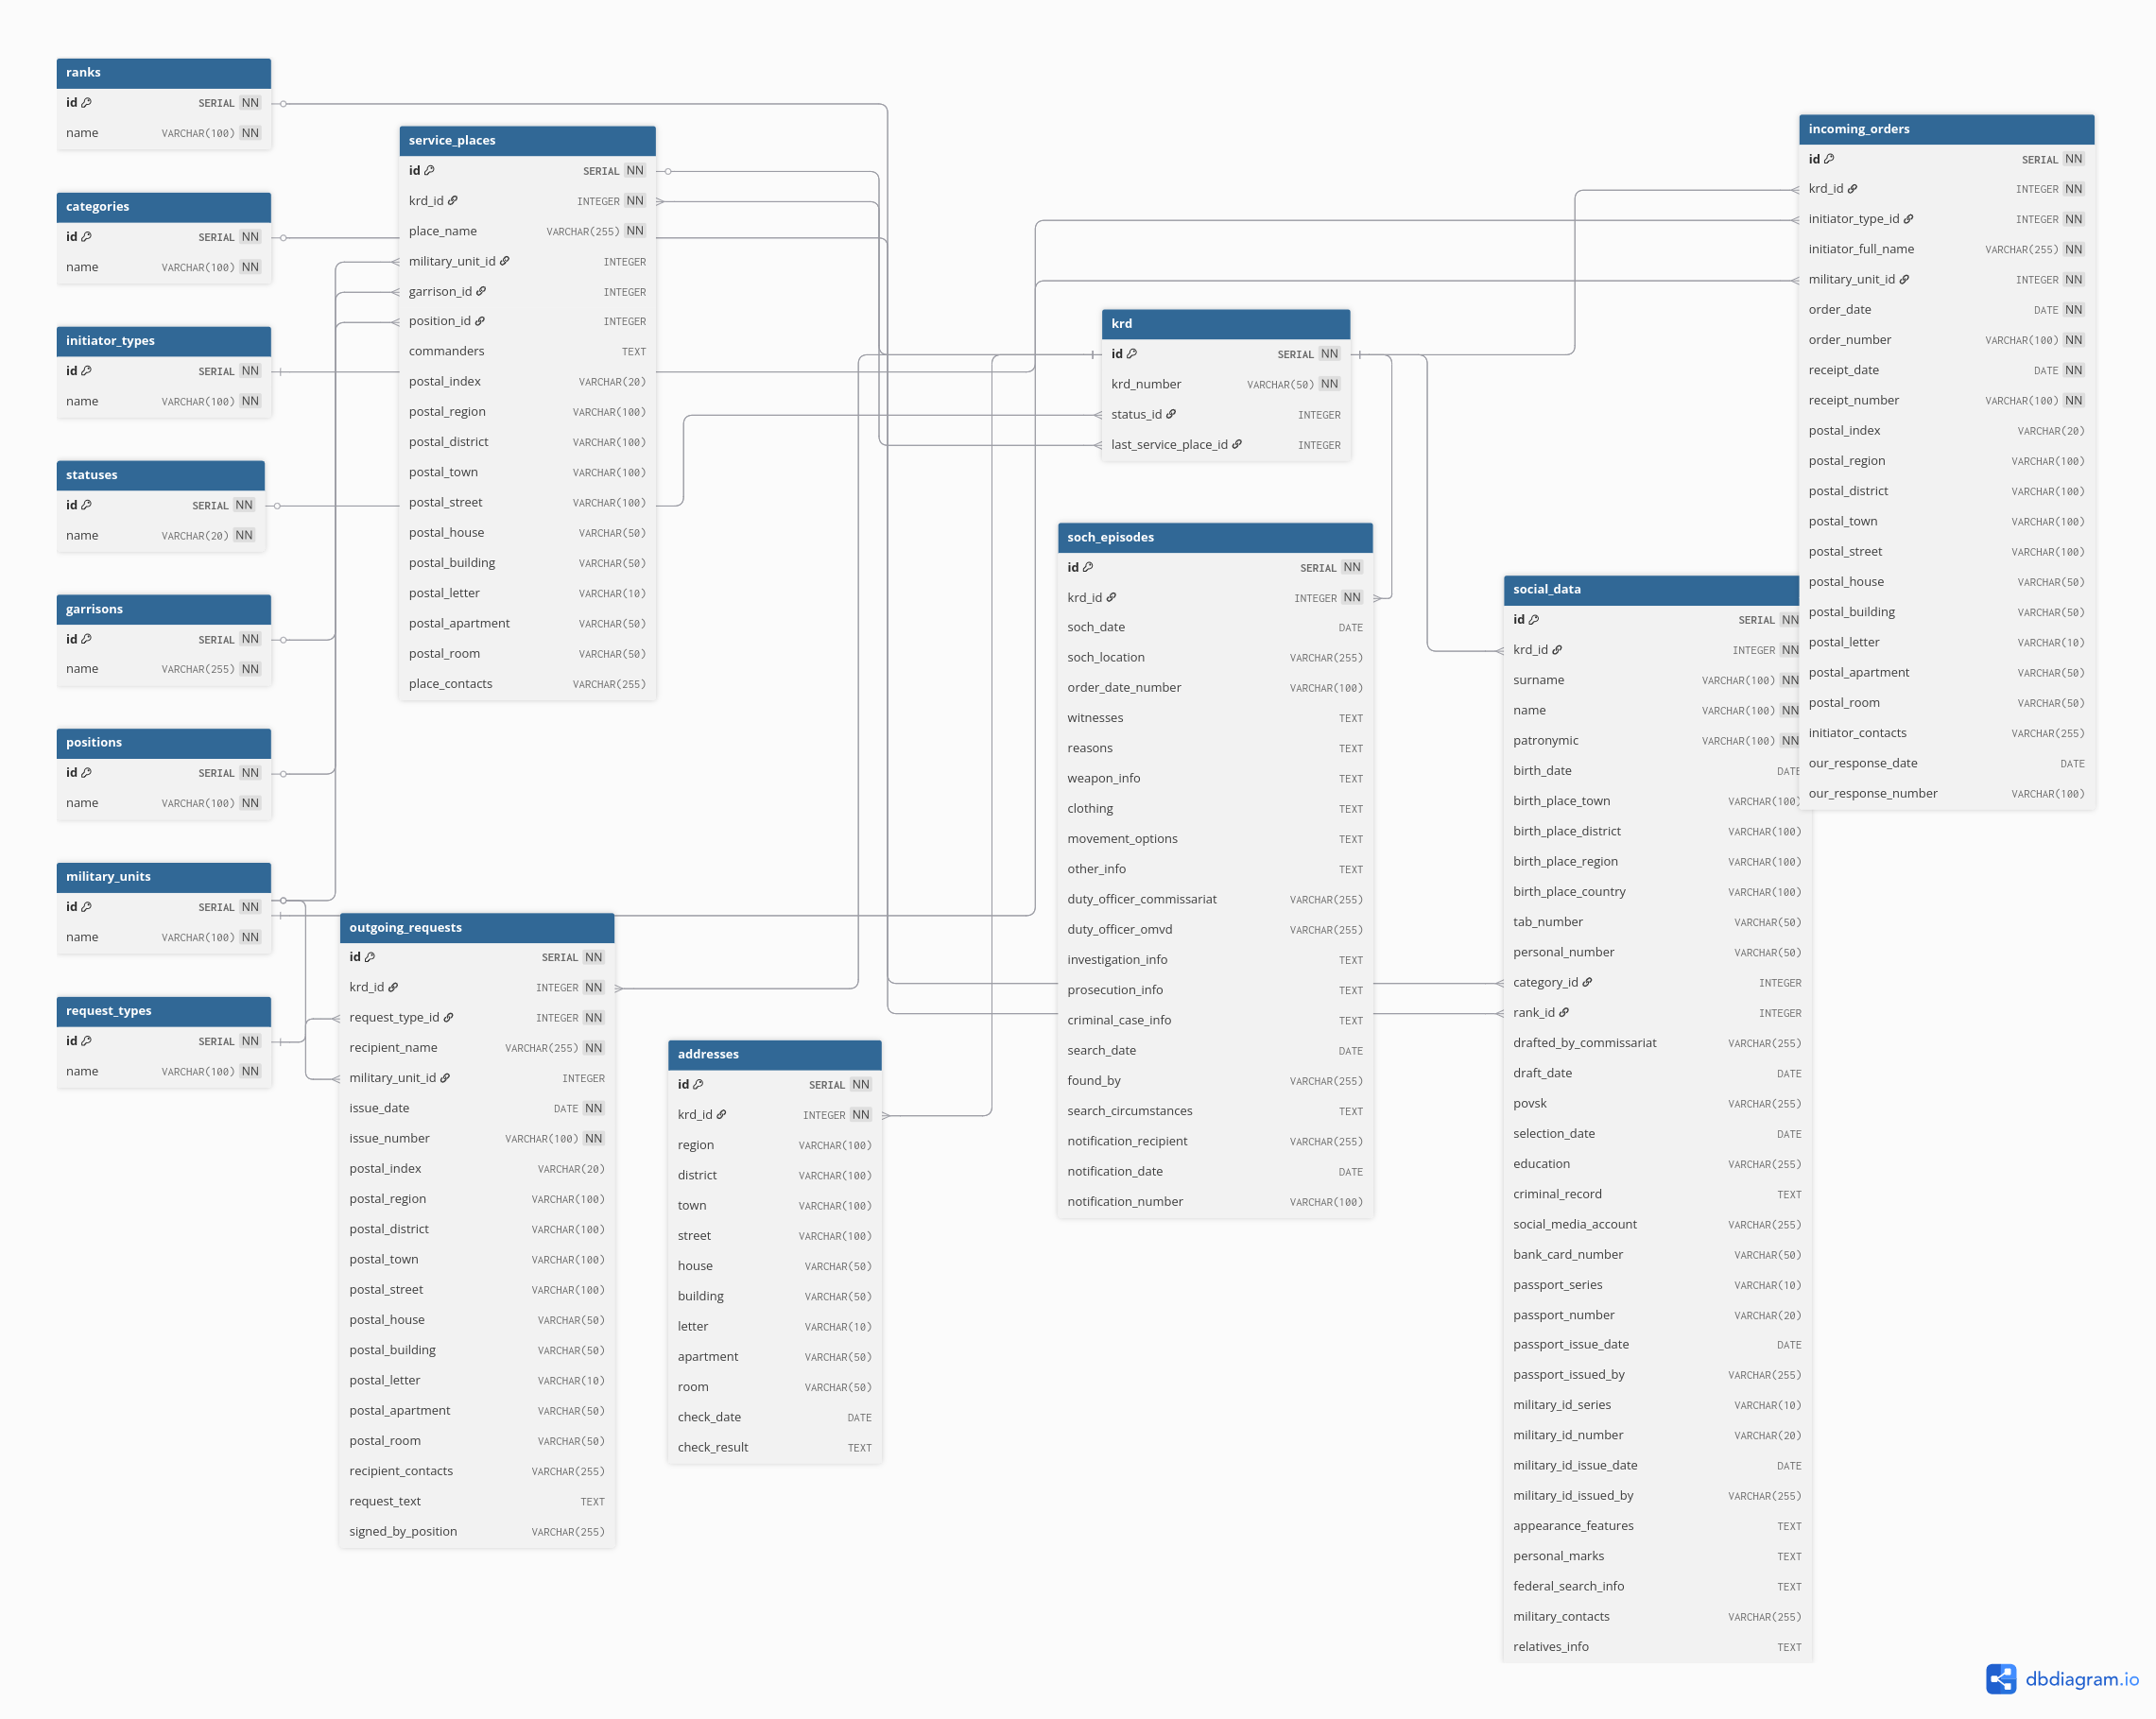 ranks
id SERIAL NN
name VARCHAR(100) NN
categories
id SERIAL NN
name VARCHAR(100) NN
initiator_types
id SERIAL NN
name VARCHAR(100) NN
statuses
id SERIAL NN
name VARCHAR(20) NN
garrisons
id SERIAL NN
name VARCHAR(255) NN
positions
id SERIAL NN
name VARCHAR(100) NN
military_units
id SERIAL NN
name VARCHAR(100) NN
request_types
id SERIAL NN
name VARCHAR(100) NN
service_places
id SERIAL NN
krd_id INTEGER NN
place_name VARCHAR(255) NN
military_unit_id INTEGER
garrison_id INTEGER
position_id INTEGER
commanders TEXT
postal_index VARCHAR(20)
postal_region VARCHAR(100)
postal_district VARCHAR(100)
postal_town VARCHAR(100)
postal_street VARCHAR(100)
postal_house VARCHAR(50)
postal_building VARCHAR(50)
postal_letter VARCHAR(10)
postal_apartment VARCHAR(50)
postal_room VARCHAR(50)
place_contacts VARCHAR(255)
outgoing_requests
id SERIAL NN
krd_id INTEGER NN
request_type_id INTEGER NN
recipient_name VARCHAR(255) NN
military_unit_id INTEGER
issue_date DATE NN
issue_number VARCHAR(100) NN
postal_index VARCHAR(20)
postal_region VARCHAR(100)
postal_district VARCHAR(100)
postal_town VARCHAR(100)
postal_street VARCHAR(100)
postal_house VARCHAR(50)
postal_building VARCHAR(50)
postal_letter VARCHAR(10)
postal_apartment VARCHAR(50)
postal_room VARCHAR(50)
recipient_contacts VARCHAR(255)
request_text TEXT
signed_by_position VARCHAR(255)
addresses
id SERIAL NN
krd_id INTEGER NN
region VARCHAR(100)
district VARCHAR(100)
town VARCHAR(100)
street VARCHAR(100)
house VARCHAR(50)
building VARCHAR(50)
letter VARCHAR(10)
apartment VARCHAR(50)
room VARCHAR(50)
check_date DATE
check_result TEXT
krd
id SERIAL NN
krd_number VARCHAR(50) NN
status_id INTEGER
last_service_place_id INTEGER
soch_episodes
id SERIAL NN
krd_id INTEGER NN
soch_date DATE
soch_location VARCHAR(255)
order_date_number VARCHAR(100)
witnesses TEXT
reasons TEXT
weapon_info TEXT
clothing TEXT
movement_options TEXT
other_info TEXT
duty_officer_commissariat VARCHAR(255)
duty_officer_omvd VARCHAR(255)
investigation_info TEXT
prosecution_info TEXT
criminal_case_info TEXT
search_date DATE
found_by VARCHAR(255)
search_circumstances TEXT
notification_recipient VARCHAR(255)
notification_date DATE
notification_number VARCHAR(100)
social_data
id SERIAL NN
krd_id INTEGER NN
surname VARCHAR(100) NN
name VARCHAR(100) NN
patronymic VARCHAR(100) NN
birth_date DATE
birth_place_town VARCHAR(100)
birth_place_district VARCHAR(100)
birth_place_region VARCHAR(100)
birth_place_country VARCHAR(100)
tab_number VARCHAR(50)
personal_number VARCHAR(50)
category_id INTEGER
rank_id INTEGER
drafted_by_commissariat VARCHAR(255)
draft_date DATE
povsk VARCHAR(255)
selection_date DATE
education VARCHAR(255)
criminal_record TEXT
social_media_account VARCHAR(255)
bank_card_number VARCHAR(50)
passport_series VARCHAR(10)
passport_number VARCHAR(20)
passport_issue_date DATE
passport_issued_by VARCHAR(255)
military_id_series VARCHAR(10)
military_id_number VARCHAR(20)
military_id_issue_date DATE
military_id_issued_by VARCHAR(255)
appearance_features TEXT
personal_marks TEXT
federal_search_info TEXT
military_contacts VARCHAR(255)
relatives_info TEXT
incoming_orders
id SERIAL NN
krd_id INTEGER NN
initiator_type_id INTEGER NN
initiator_full_name VARCHAR(255) NN
military_unit_id INTEGER NN
order_date DATE NN
order_number VARCHAR(100) NN
receipt_date DATE NN
receipt_number VARCHAR(100) NN
postal_index VARCHAR(20)
postal_region VARCHAR(100)
postal_district VARCHAR(100)
postal_town VARCHAR(100)
postal_street VARCHAR(100)
postal_house VARCHAR(50)
postal_building VARCHAR(50)
postal_letter VARCHAR(10)
postal_apartment VARCHAR(50)
postal_room VARCHAR(50)
initiator_contacts VARCHAR(255)
our_response_date DATE
our_response_number VARCHAR(100)
dbdiagram.io